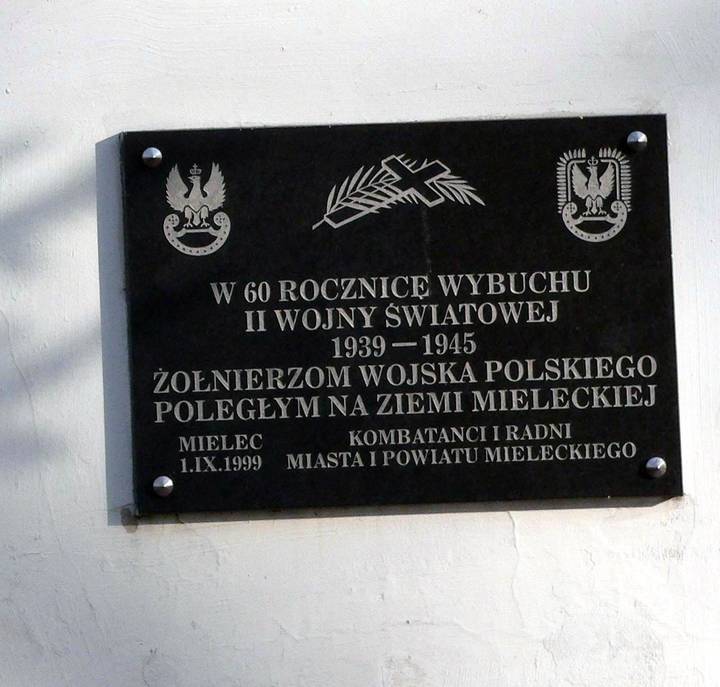 W 60 ROCZNICĘ WYBUCHU
II WOJNY ŚWIATOWEJ
1939 — 1945
ŻOŁNIERZOM WOJSKA POLSKIEGO
POLEGŁYM NA ZIEMI MIELECKIEJ
MIELEC
1.IX.1999
KOMBATANCI I RADNI
MIASTA I POWIATU MIELECKIEGO